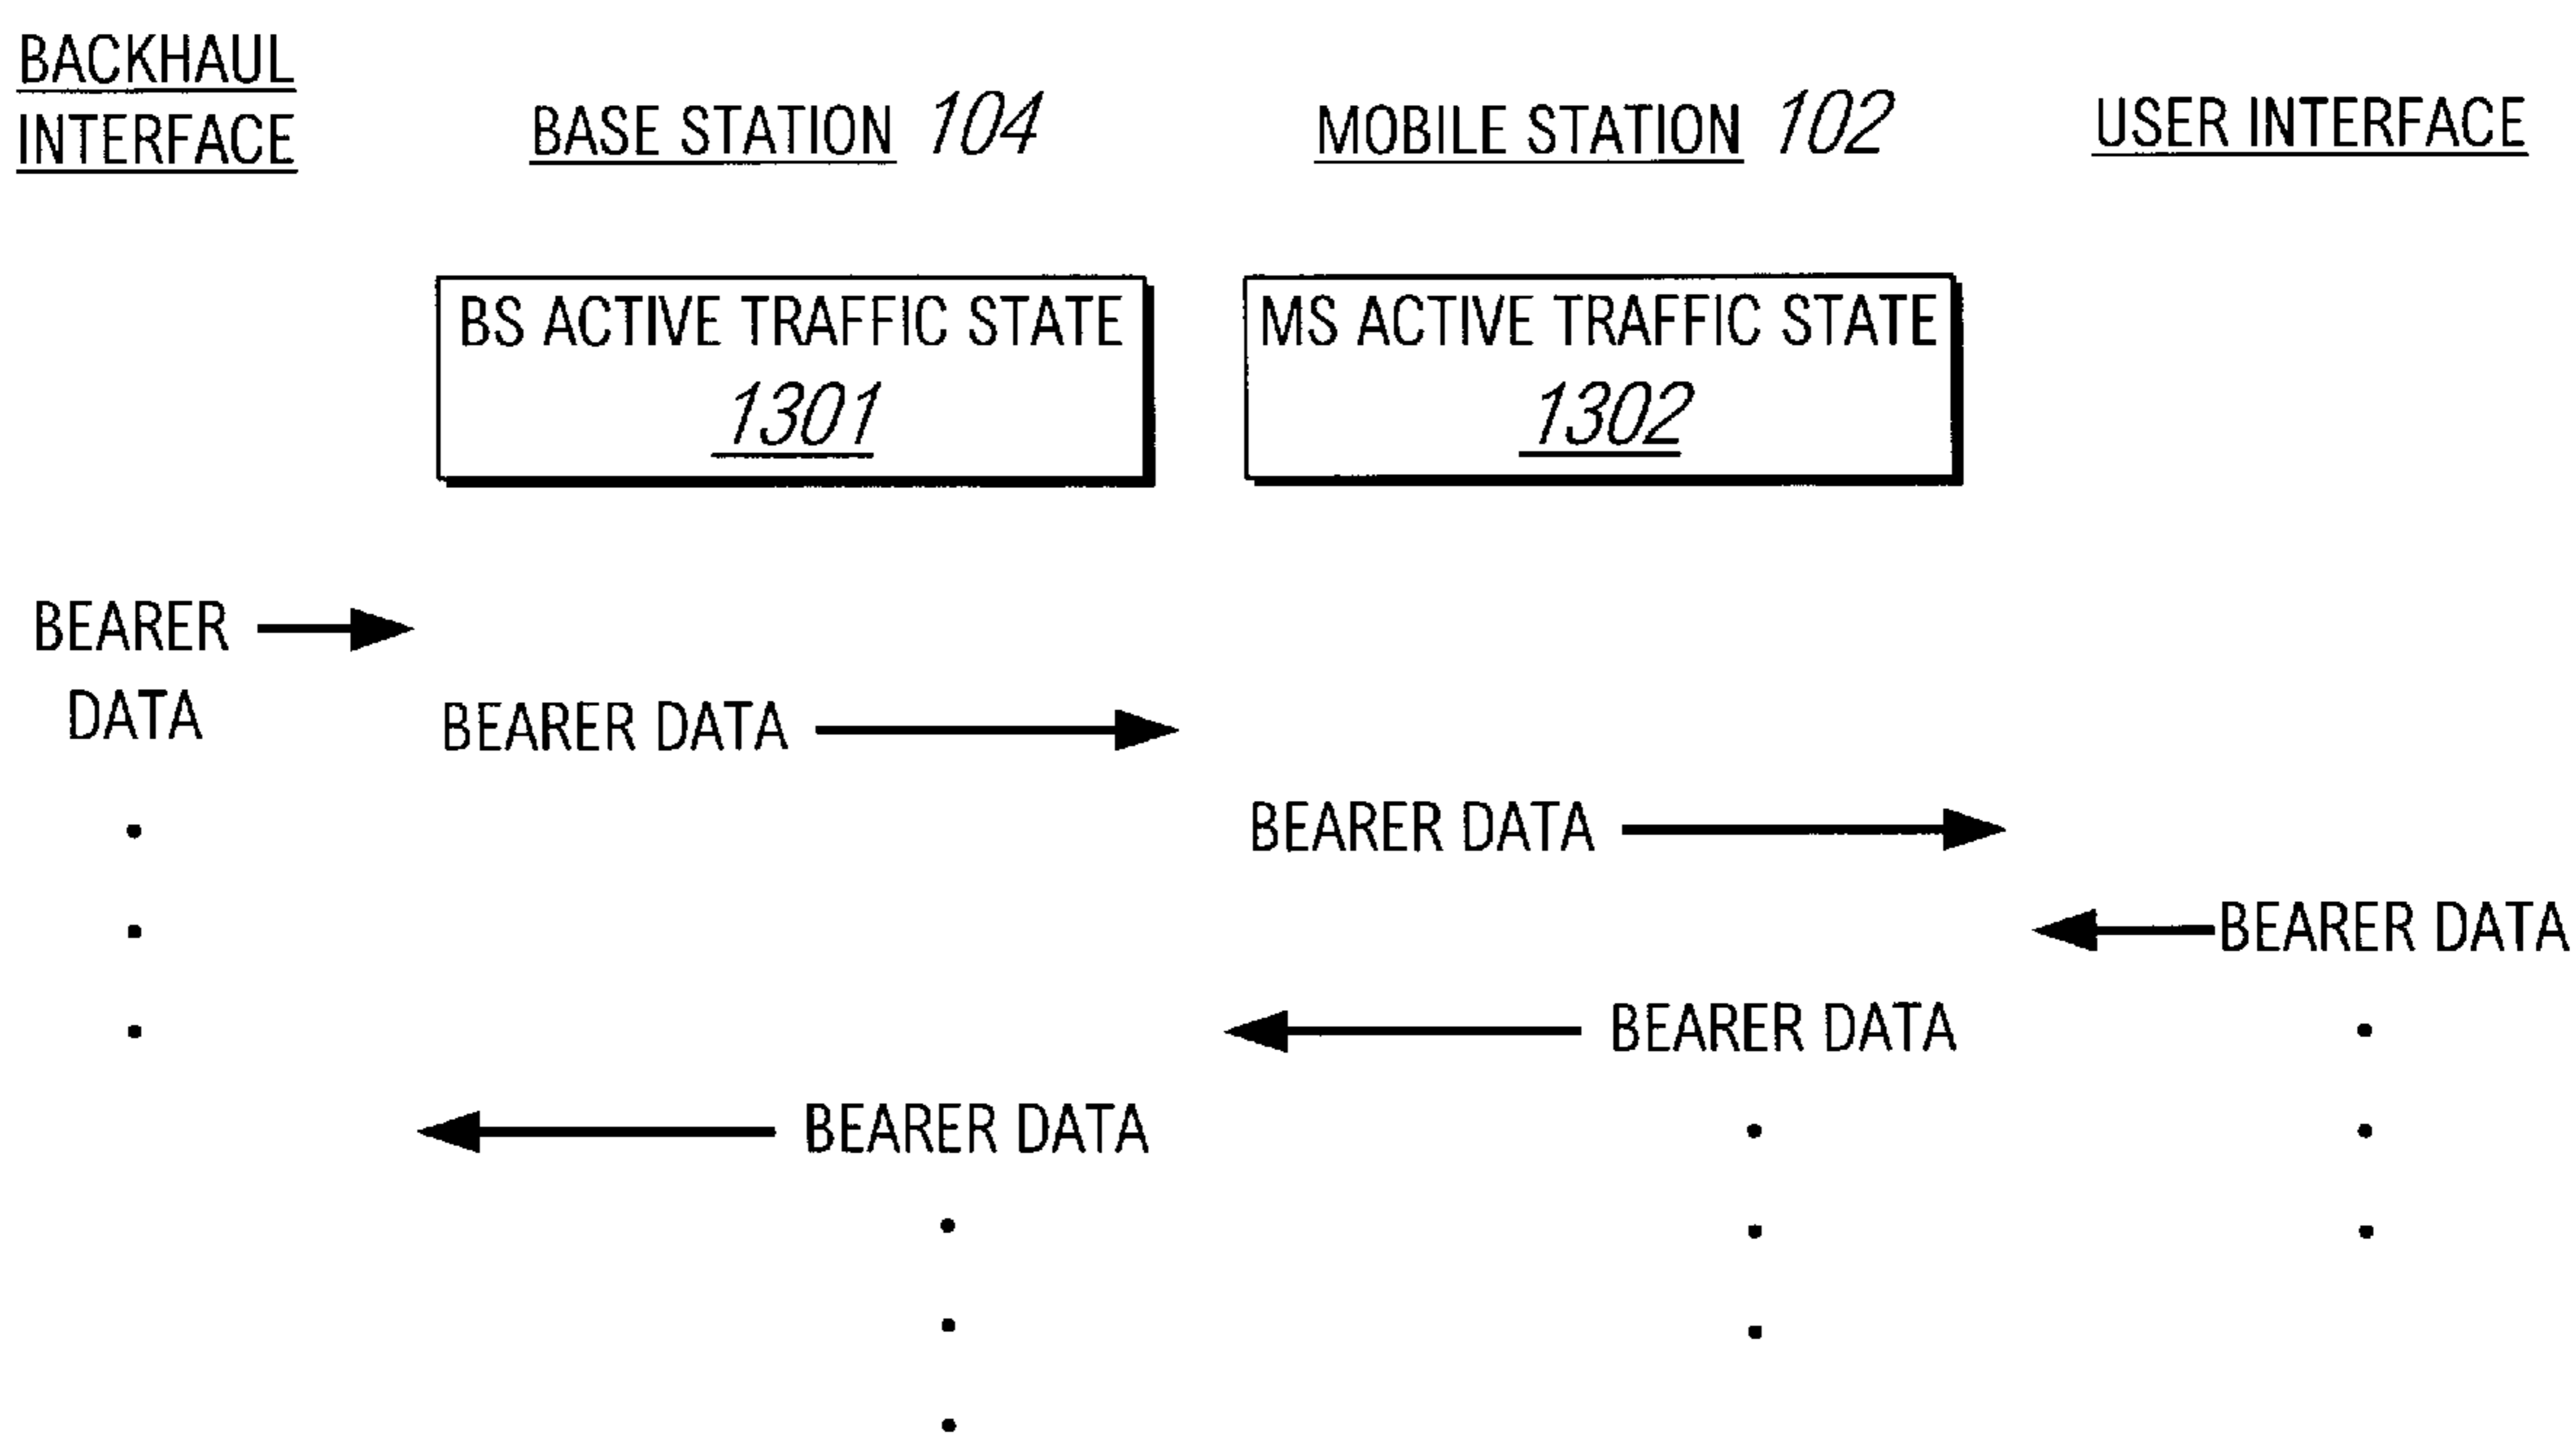 BACKHAUL
INTERFACE
BASE STATION 104
MOBILE STATION 102
USER INTERFACE
BS ACTIVE TRAFFIC STATE
1301
MS ACTIVE TRAFFIC STATE
1302
BEARER
DATA
BEARER DATA
BEARER DATA
BEARER DATA
BEARER DATA
BEARER DATA